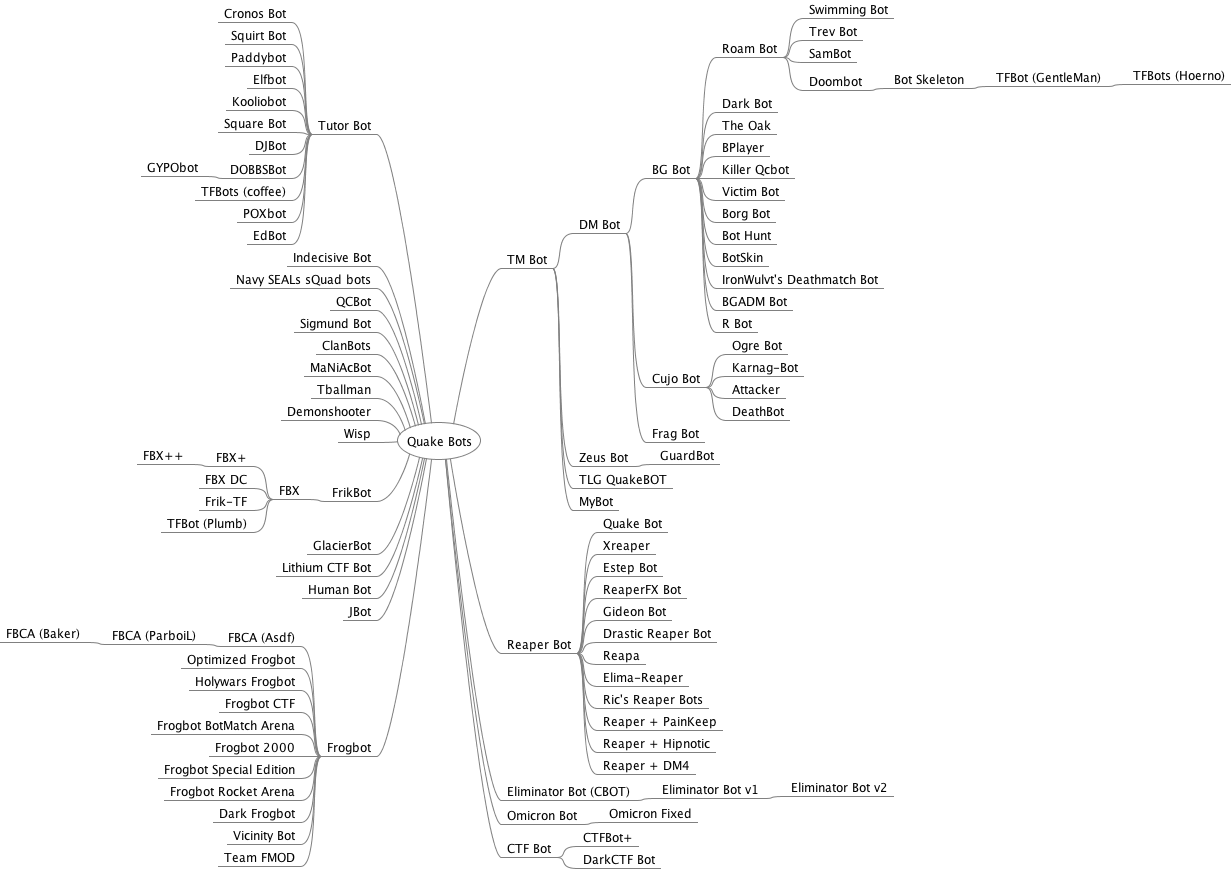 Quake Bots
Tutor Bot
Cronos Bot
Squirt Bot
Paddybot
Elfbot
Kooliobot
Square Bot
DJBot
DOBBSBot
GYPObot
TFBots (coffee)
POXbot
EdBot
Indecisive Bot
Navy SEALs sQuad bots
QCBot
Sigmund Bot
ClanBots
MaNiAcBot
Tballman
Demonshooter
Wisp
FrikBot
FBX
FBX+
FBX++
FBX DC
Frik-TF
TFBot (Plumb)
GlacierBot
Lithium CTF Bot
Human Bot
JBot
Frogbot
FBCA (Asdf)
FBCA (ParboiL)
FBCA (Baker)
Optimized Frogbot
Holywars Frogbot
Frogbot CTF
Frogbot BotMatch Arena
Frogbot 2000
Frogbot Special Edition
Frogbot Rocket Arena
Dark Frogbot
Vicinity Bot
Team FMOD
TM Bot
DM Bot
BG Bot
Roam Bot
Swimming Bot
Trev Bot
SamBot
Doombot
Bot Skeleton
TFBot (GentleMan)
TFBots (Hoerno)
Dark Bot
The Oak
BPlayer
Killer Qcbot
Victim Bot
Borg Bot
Bot Hunt
BotSkin
IronWulvt's Deathmatch Bot
BGADM Bot
R Bot
Cujo Bot
Ogre Bot
Karnag-Bot
Attacker
DeathBot
Frag Bot
Zeus Bot
GuardBot
TLG QuakeBOT
MyBot
Reaper Bot
Quake Bot
Xreaper
Estep Bot
ReaperFX Bot
Gideon Bot
Drastic Reaper Bot
Reapa
Elima-Reaper
Ric's Reaper Bots
Reaper + PainKeep
Reaper + Hipnotic
Reaper + DM4
Eliminator Bot (CBOT)
Eliminator Bot v1
Eliminator Bot v2
Omicron Bot
Omicron Fixed
CTF Bot
CTFBot+
DarkCTF Bot